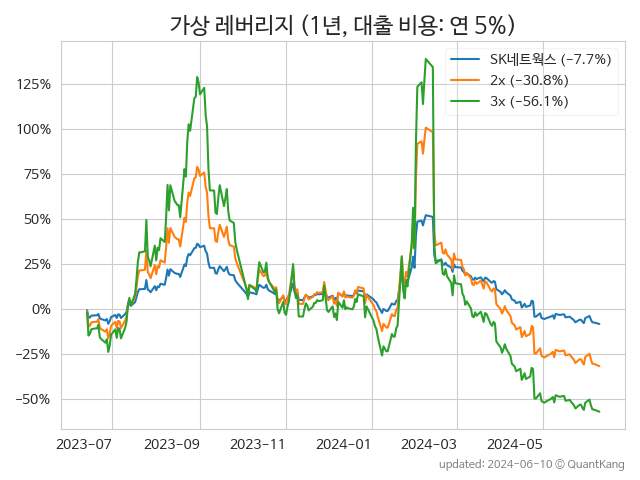 가상 레버리지 (1년, 대출 비용: 연 5%)
SK네트웍스 (−7.7%)
2x (−30.8%)
3x (−56.1%)
125%
100%
75%
50%
25%
0%
−25%
−50%
2023-07 2023-09 2023-11 2024-01 2024-03 2024-05
updated: 2024-06-10 © QuantKang